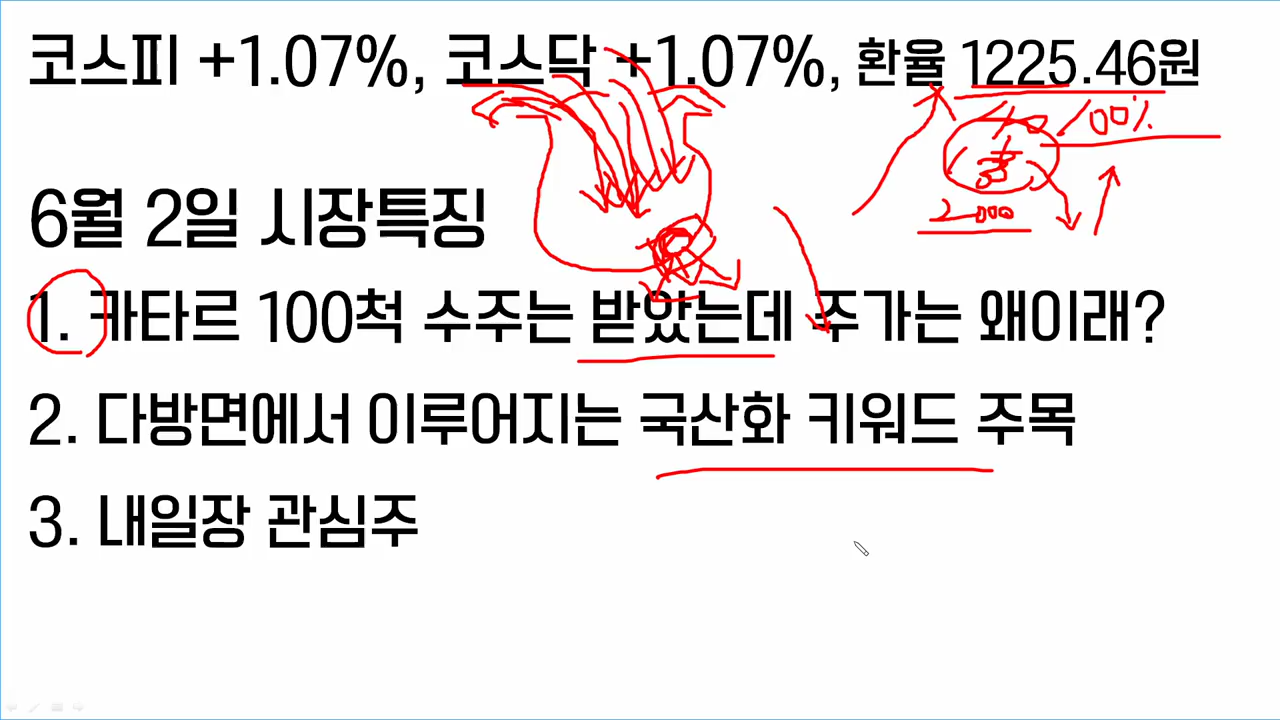 코스피 +1.07%, 코스닥 +1.07%, 환율 1225.46원
100%
2000
6월 2일 시장특징
1. 카타르 100척 수주는 받았는데 주가는 왜이래?
2. 다방면에서 이루어지는 국산화 키워드 주목
3. 내일장 관심주